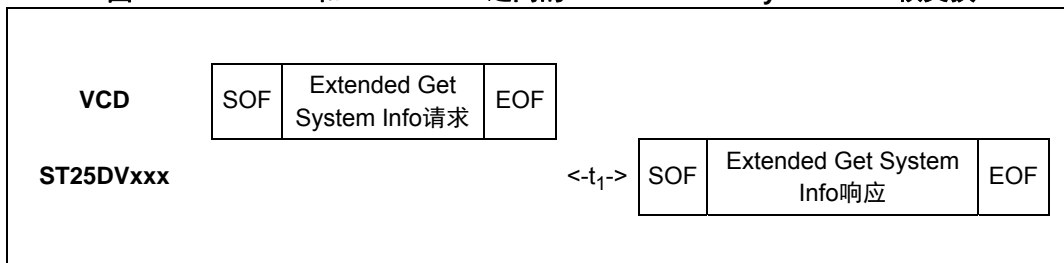 VCD SOF Extended Get System Info请求 EOF
ST25DVxxx <-t1-> SOF Extended Get System Info响应 EOF